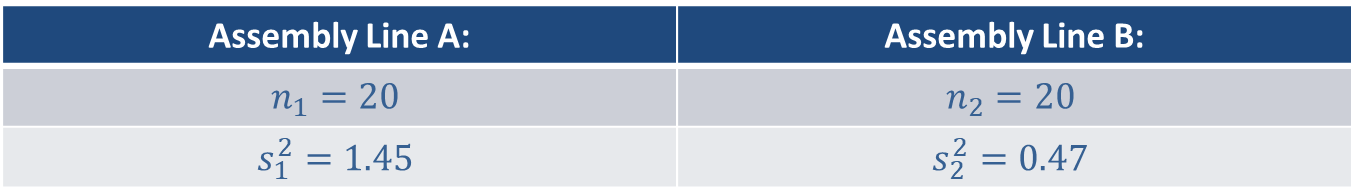 Assembly Line A: Assembly Line B:
n₁ = 20 n₂ = 20
s₁² = 1.45 s₂² = 0.47